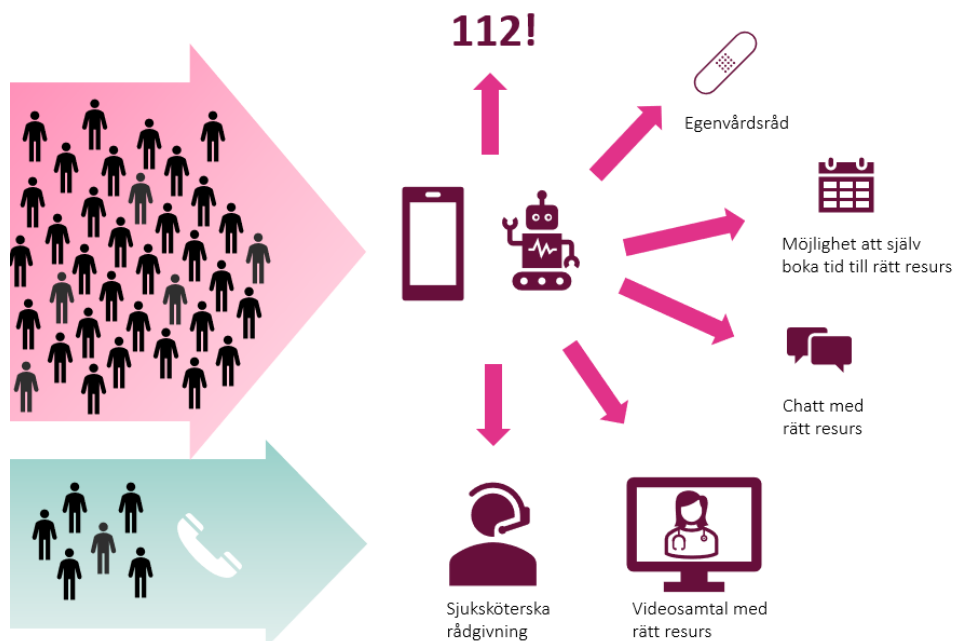 112!
Egenvårdsråd
Möjlighet att själv
boka tid till rätt resurs
Chatt med
rätt resurs
Sjuksköterska
rådgivning
Videosamtal med
rätt resurs